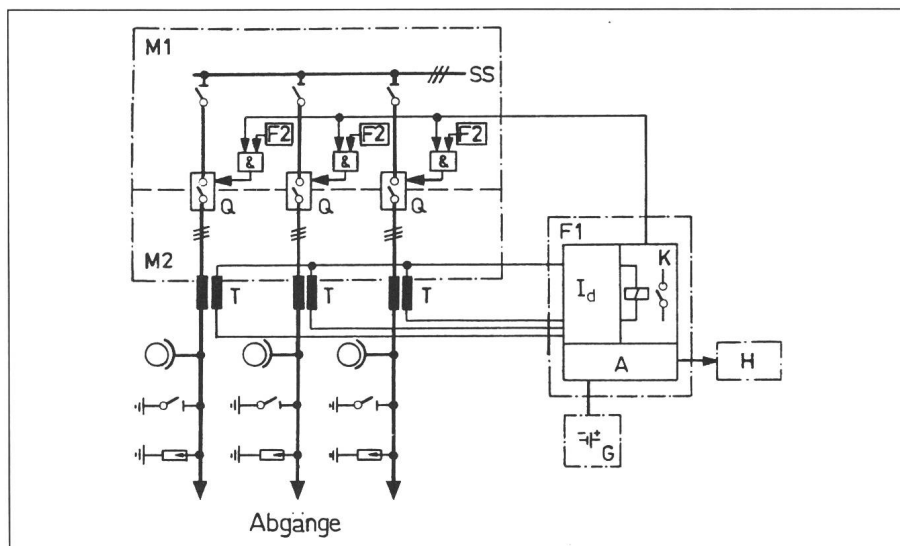 M1
SS
F2 F2 F2
& & &
Q Q Q
F1
M2
K
I_d
T T T
A
H
G
Abgänge